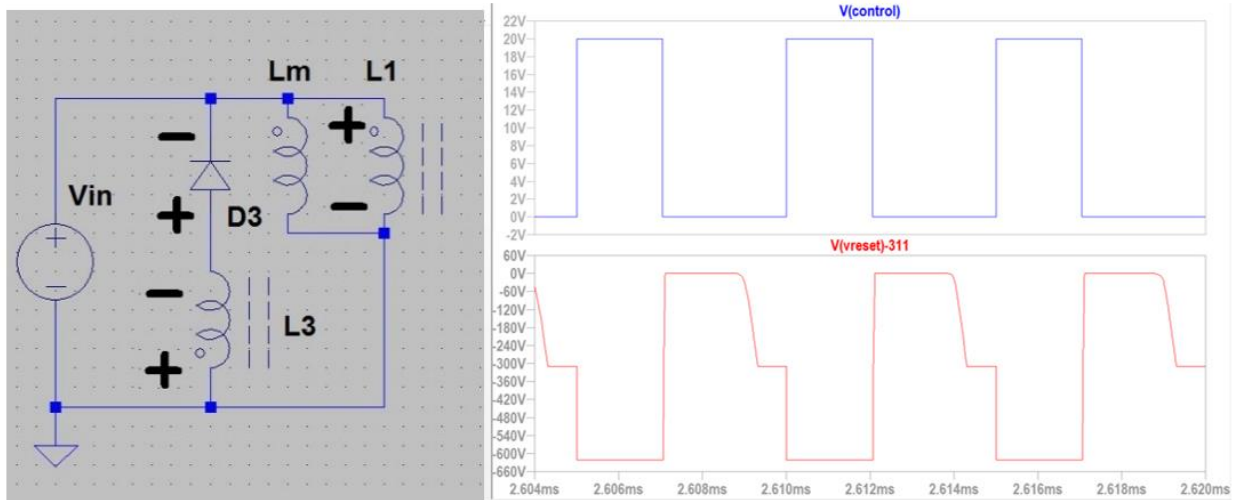 Lm L1
+
−
−
Vin
+
D3
+
−
−
+
−
L3
+
V(control)
22V
20V
18V
16V
14V
12V
10V
8V
6V
4V
2V
0V
-2V
V(vreset)-311
60V
0V
-60V
-120V
-180V
-240V
-300V
-360V
-420V
-480V
-540V
-600V
-660V
2.604ms 2.606ms 2.608ms 2.610ms 2.612ms 2.614ms 2.616ms 2.618ms 2.620ms